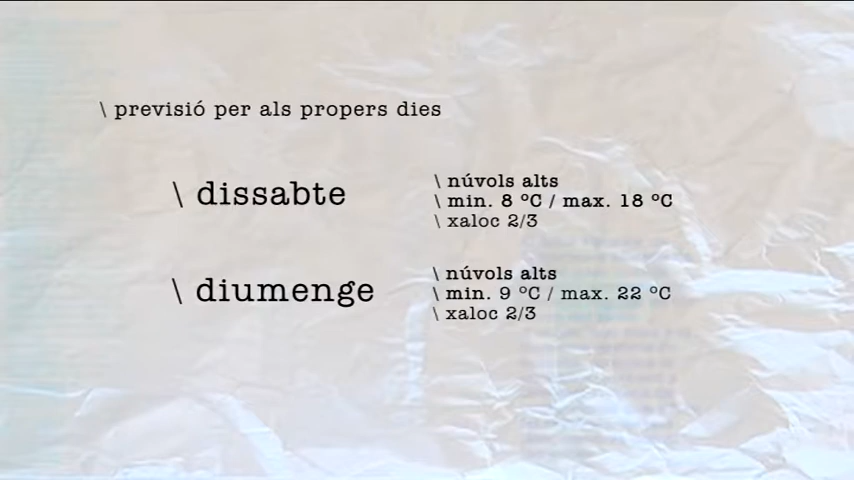 \ previsió per als propers dies
\ dissabte
\ núvols alts
\ min. 8 ºC / max. 18 ºC
\ xaloc 2/3
\ diumenge
\ núvols alts
\ min. 9 ºC / max. 22 ºC
\ xaloc 2/3